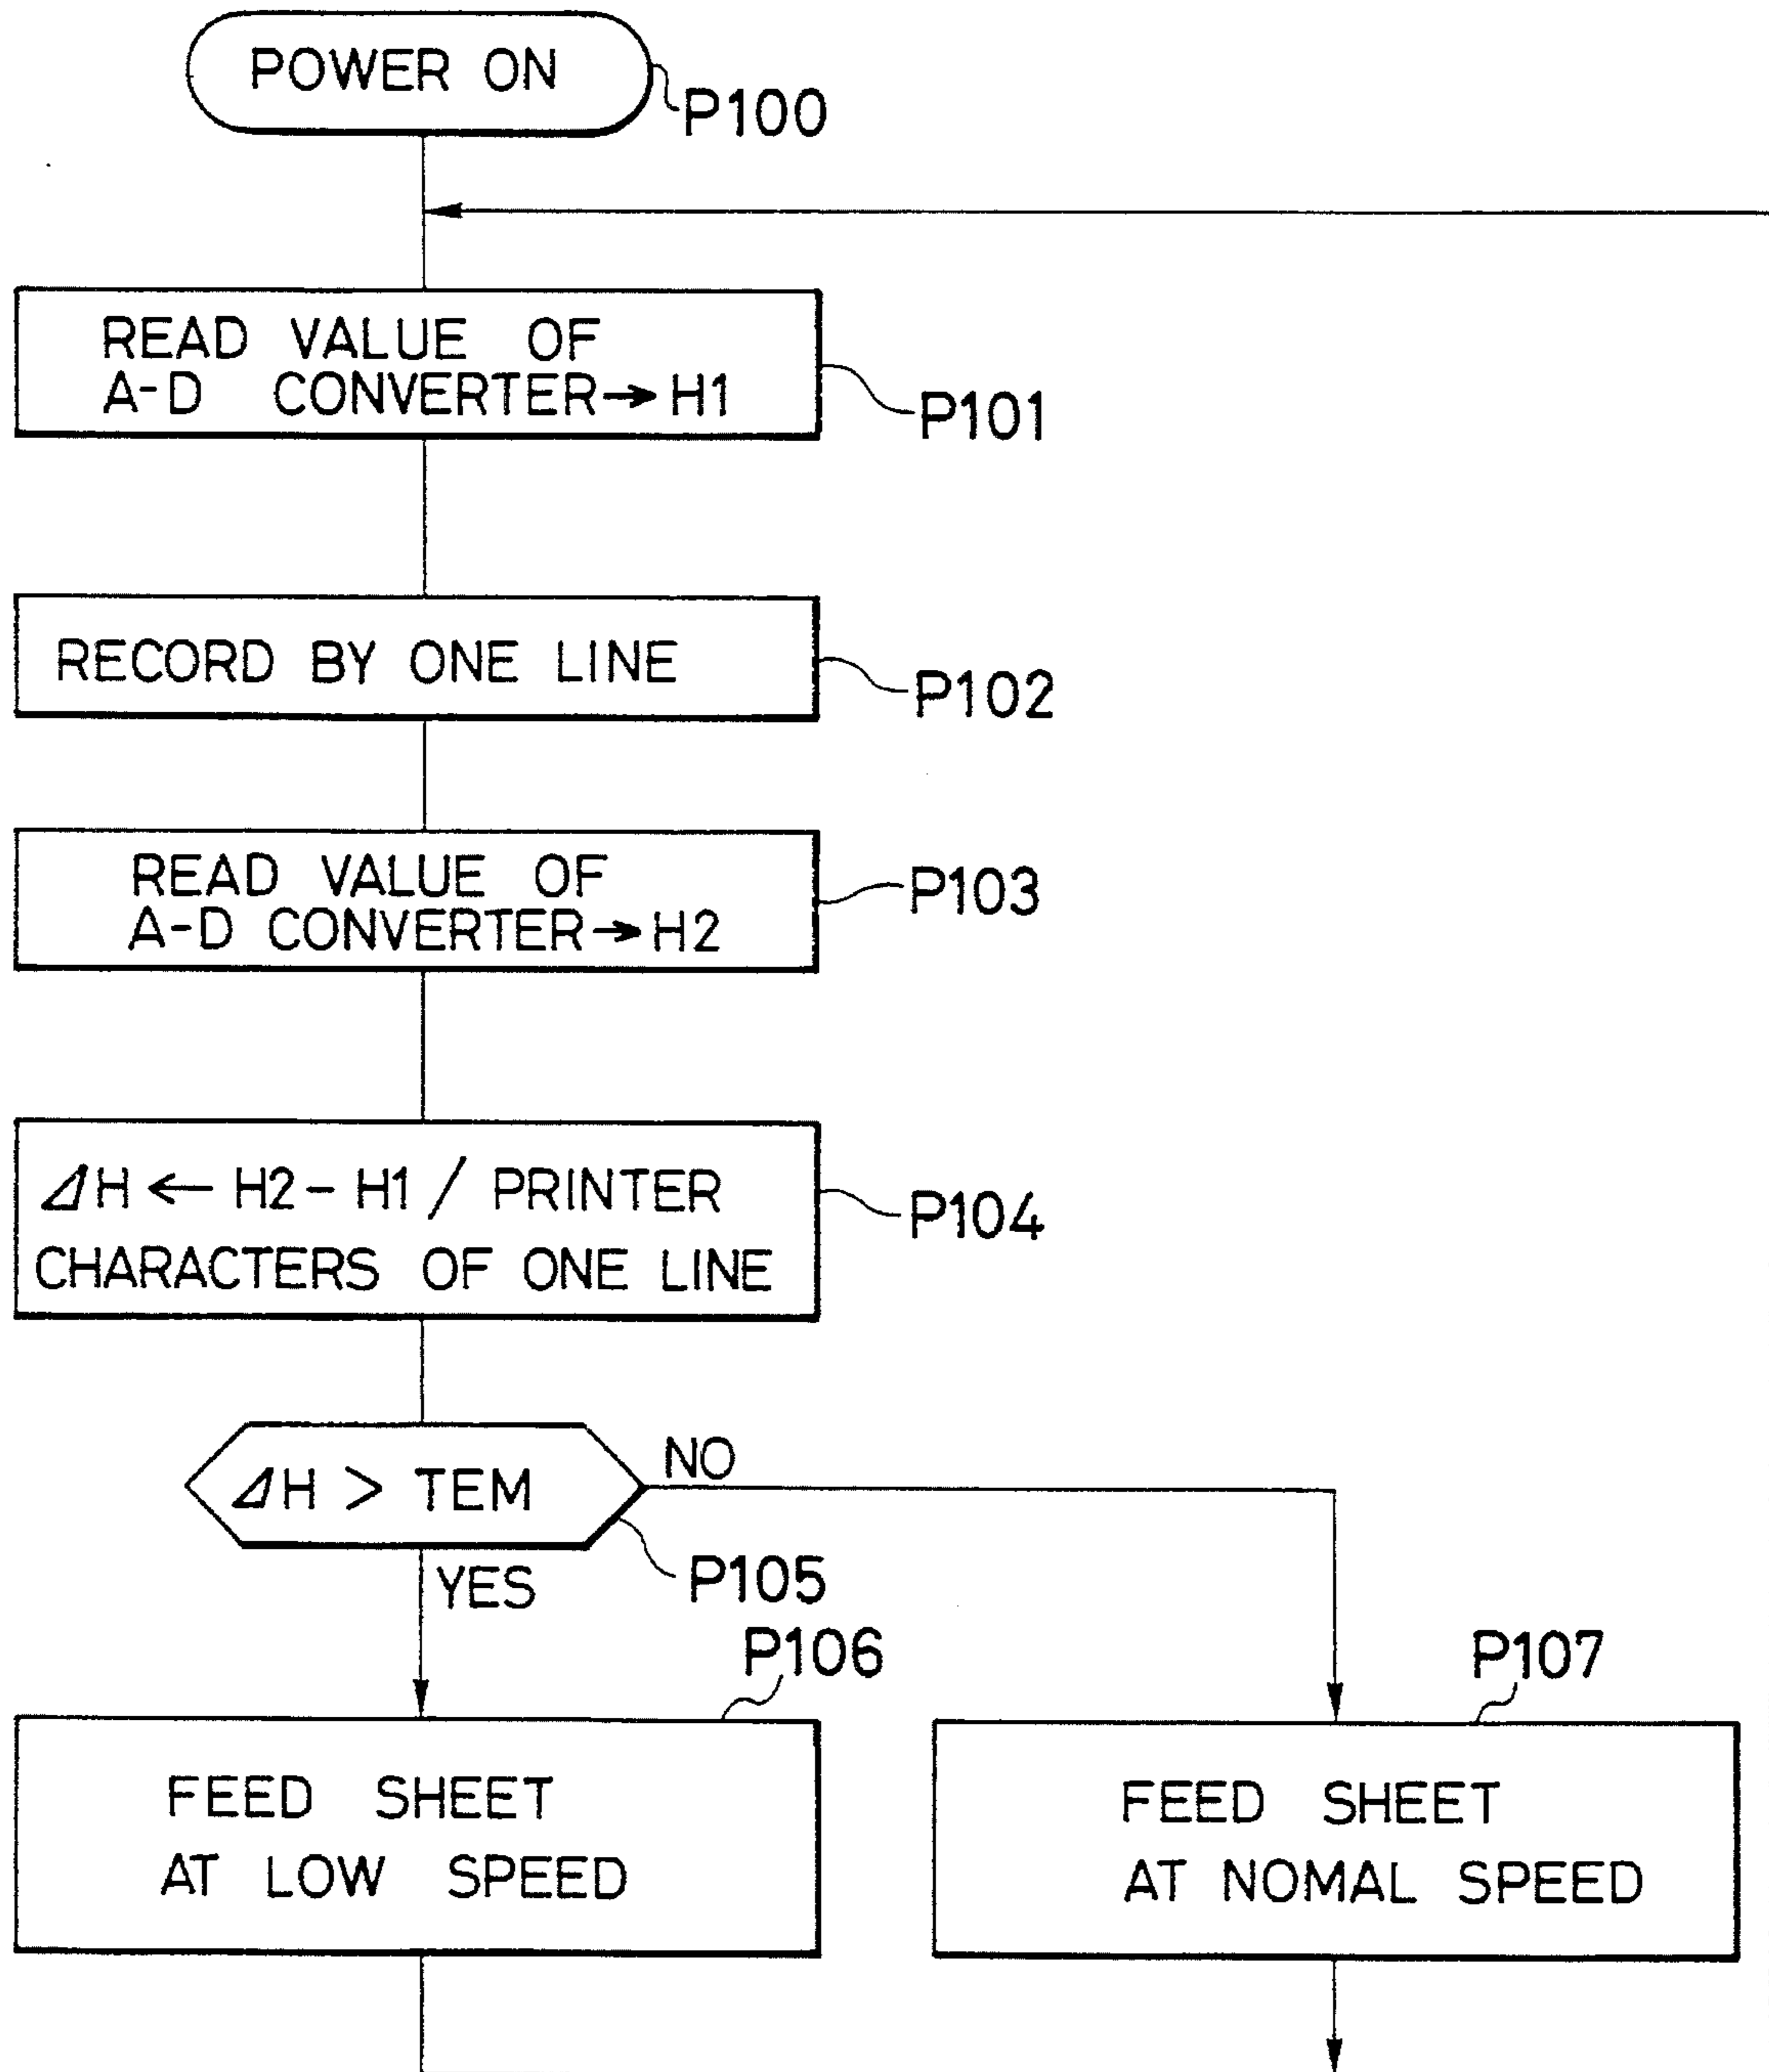 POWER ON
P100
READ VALUE OF
A-D CONVERTER→H1
P101
RECORD BY ONE LINE
P102
READ VALUE OF
A-D CONVERTER→H2
P103
⊿H ← H2-H1 / PRINTER
CHARACTERS OF ONE LINE
P104
⊿H > TEM
NO
YES
P105
P106
FEED SHEET
AT LOW SPEED
P107
FEED SHEET
AT NOMAL SPEED